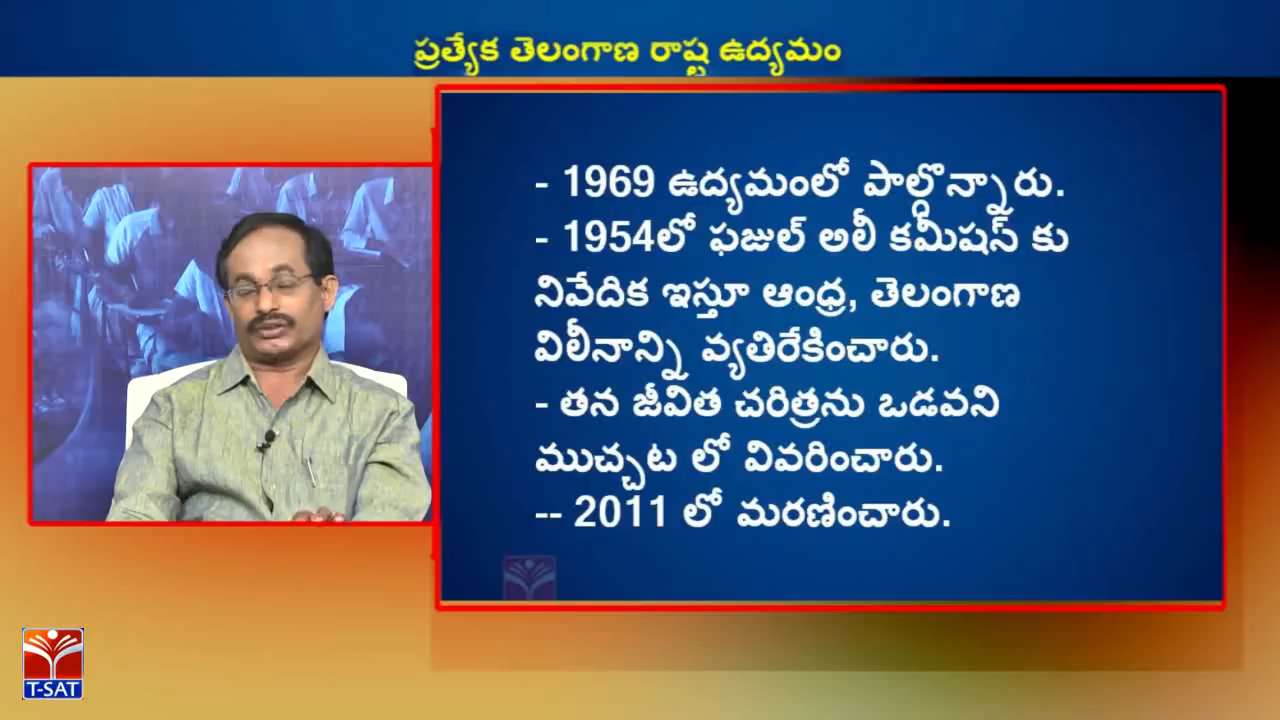 ప్రత్యేక తెలంగాణ రాష్ట ఉద్యమం
- 1969 ఉద్యమంలో పాల్గొన్నారు.
- 1954లో ఫజుల్ అలీ కమీషన్ కు
నివేదిక ఇస్తూ ఆంధ్ర, తెలంగాణ
విలీనాన్ని వ్యతిరేకించారు.
- తన జీవిత చరిత్రను ఒడవని
ముచ్చట లో వివరించారు.
-- 2011 లో మరణించారు.
T-SAT